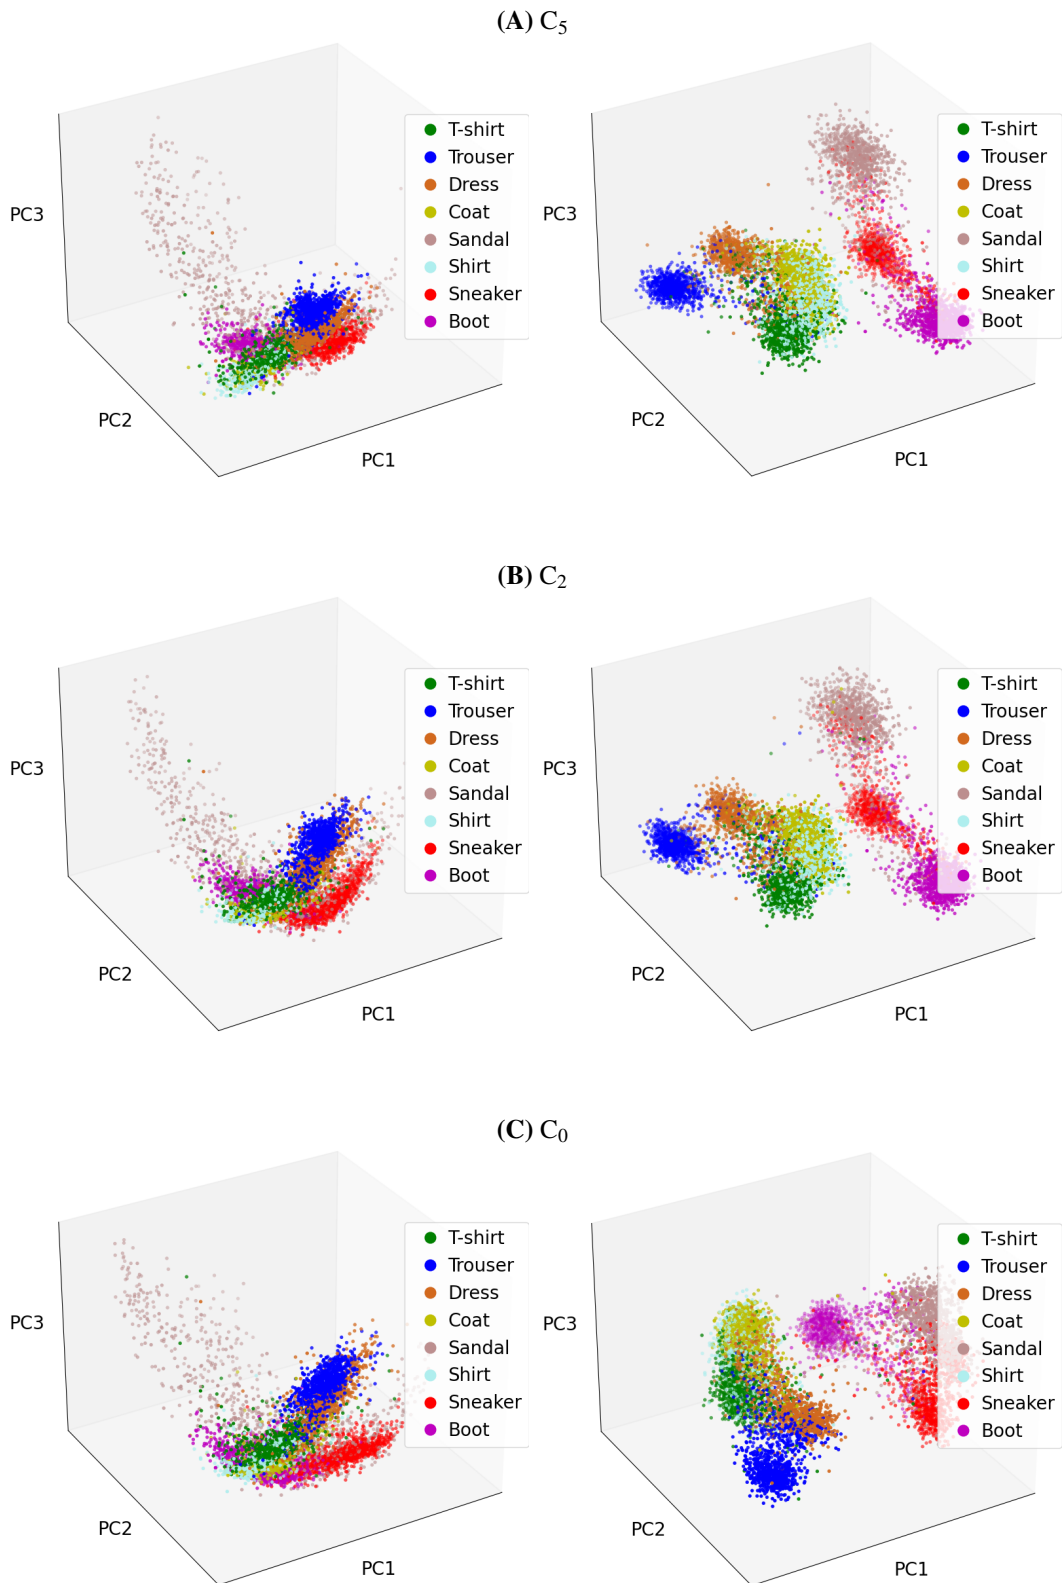 (A) C5
PC3
PC2
PC1
T-shirt
Trouser
Dress
Coat
Sandal
Shirt
Sneaker
Boot
PC3
PC2
PC1
T-shirt
Trouser
Dress
Coat
Sandal
Shirt
Sneaker
Boot
(B) C2
PC3
PC2
PC1
T-shirt
Trouser
Dress
Coat
Sandal
Shirt
Sneaker
Boot
PC3
PC2
PC1
T-shirt
Trouser
Dress
Coat
Sandal
Shirt
Sneaker
Boot
(C) C0
PC3
PC2
PC1
T-shirt
Trouser
Dress
Coat
Sandal
Shirt
Sneaker
Boot
PC3
PC2
PC1
T-shirt
Trouser
Dress
Coat
Sandal
Shirt
Sneaker
Boot